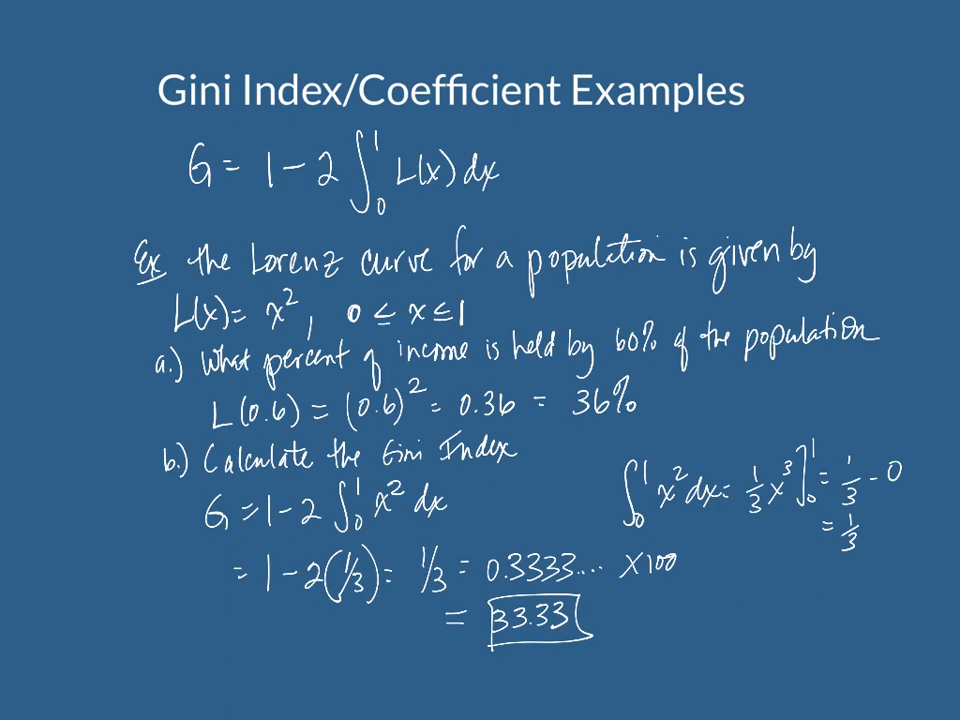 Gini Index/Coefficient Examples
G = 1 - 2 ∫₀¹ L(x) dx
Ex the Lorenz curve for a population is given by
L(x) = x², 0 ≤ x ≤ 1
a.) What percent of income is held by 60% of the population
L(0.6) = (0.6)² = 0.36 = 36%
b.) Calculate the Gini Index
G = 1 - 2 ∫₀¹ x² dx
∫₀¹ x² dx = 1/3 x³ ]₀¹ = 1/3 - 0
= 1/3
= 1 - 2(1/3) = 1/3 = 0.3333.... x100
= 33.33